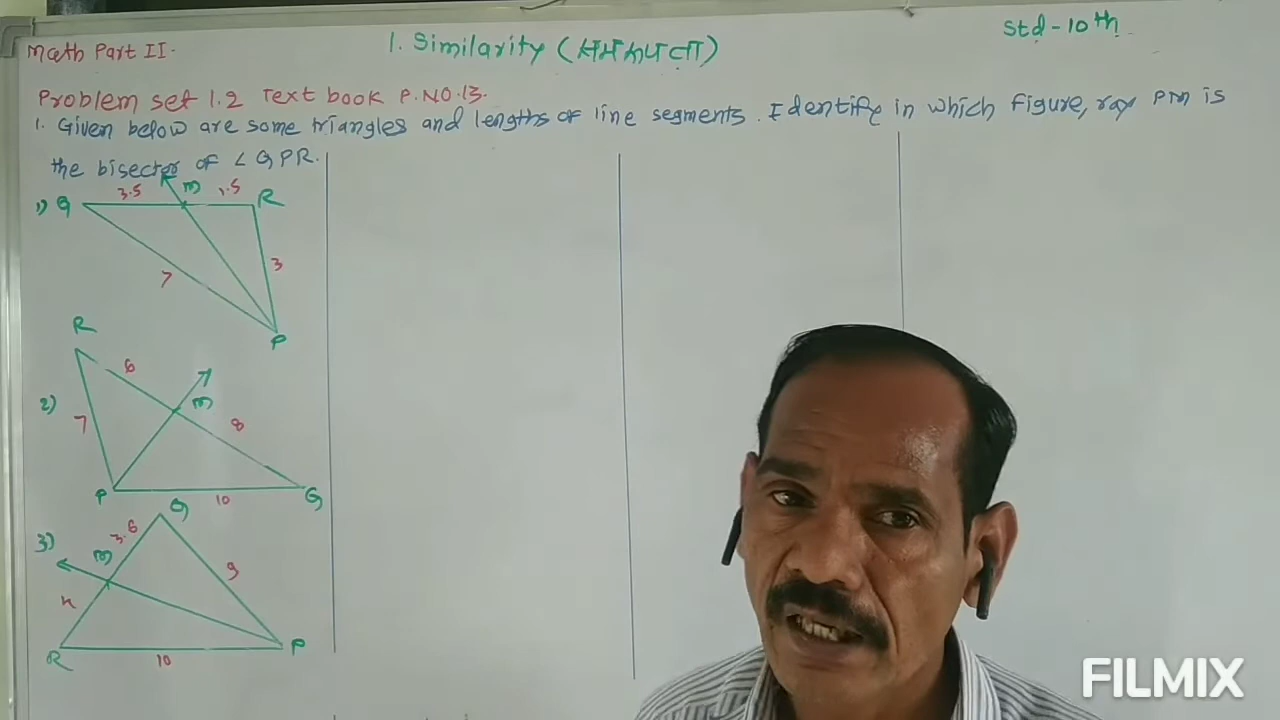 Math Part II.
1. Similarity (समरूपता)
Std - 10th
Problem set 1.2 Text book P.NO.13.
1. Given below are some triangles and lengths of line segments. Identify in which figure, ray PM is
the bisector of ∠QPR.
1) Q 3.5 M 1.5 R
7 3
P
R
6
2) M
7 8
P 10 Q
Q
3) M 3.6
9
4
R 10 P
FILMIX